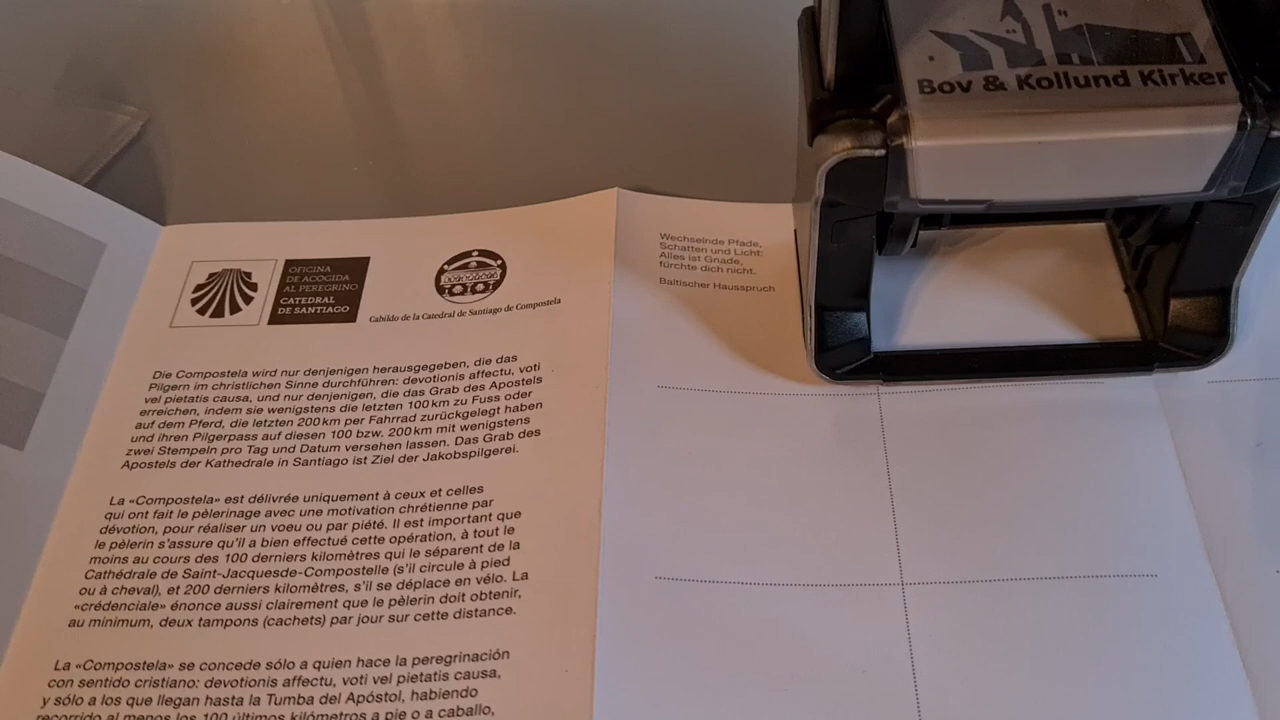 Bov & Kollund Kirker
OFICINA
DE ACOGIDA
AL PEREGRINO
CATEDRAL
DE SANTIAGO
Cabildo de la Catedral de Santiago de Compostela
Die Compostela wird nur denjenigen herausgegeben, die das
Pilgern im christlichen Sinne durchführen: devotionis affectu, voti
vel pietatis causa, und nur denjenigen, die das Grab des Apostels
erreichen, indem sie wenigstens die letzten 100 km zu Fuss oder
auf dem Pferd, die letzten 200 km per Fahrrad zurückgelegt haben
und ihren Pilgerpass auf diesen 100 bzw. 200 km mit wenigstens
zwei Stempeln pro Tag und Datum versehen lassen. Das Grab des
Apostels der Kathedrale in Santiago ist Ziel der Jakobspilgerei.
La «Compostela» est délivrée uniquement à ceux et celles
qui ont fait le pèlerinage avec une motivation chrétienne par
dévotion, pour réaliser un voeu ou par piété. Il est important que
le pèlerin s'assure qu'il a bien effectué cette opération, à tout le
moins au cours des 100 derniers kilomètres qui le séparent de la
Cathédrale de Saint-Jacquesde-Compostelle (s'il circule à pied
ou à cheval), et 200 derniers kilomètres, s'il se déplace en vélo. La
«crédenciale» énonce aussi clairement que le pèlerin doit obtenir,
au minimum, deux tampons (cachets) par jour sur cette distance.
La «Compostela» se concede sólo a quien hace la peregrinación
con sentido cristiano: devotionis affectu, voti vel pietatis causa,
y sólo a los que llegan hasta la Tumba del Apóstol, habiendo
recorrido al menos los 100 últimos kilómetros a pie o a caballo,
Wechselnde Pfade,
Schatten und Licht:
Alles ist Gnade,
fürchte dich nicht.
Baltischer Hausspruch